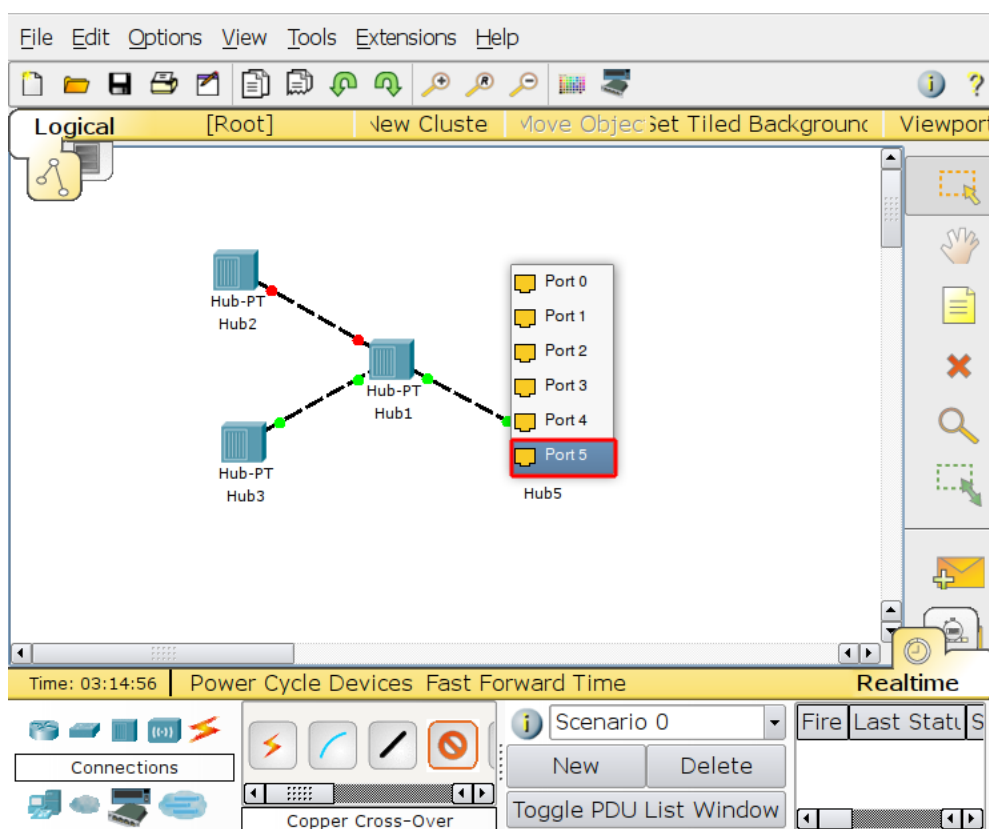 File Edit Options View Tools Extensions Help
Logical [Root] New Cluste Move Objec Set Tiled Background Viewport
Hub-PT
Hub2
Hub-PT
Hub1
Hub-PT
Hub3
Port 0
Port 1
Port 2
Port 3
Port 4
Port 5
Hub5
Time: 03:14:56 Power Cycle Devices Fast Forward Time Realtime
Connections
Copper Cross-Over
Scenario 0
New Delete
Toggle PDU List Window
Fire Last Statu S